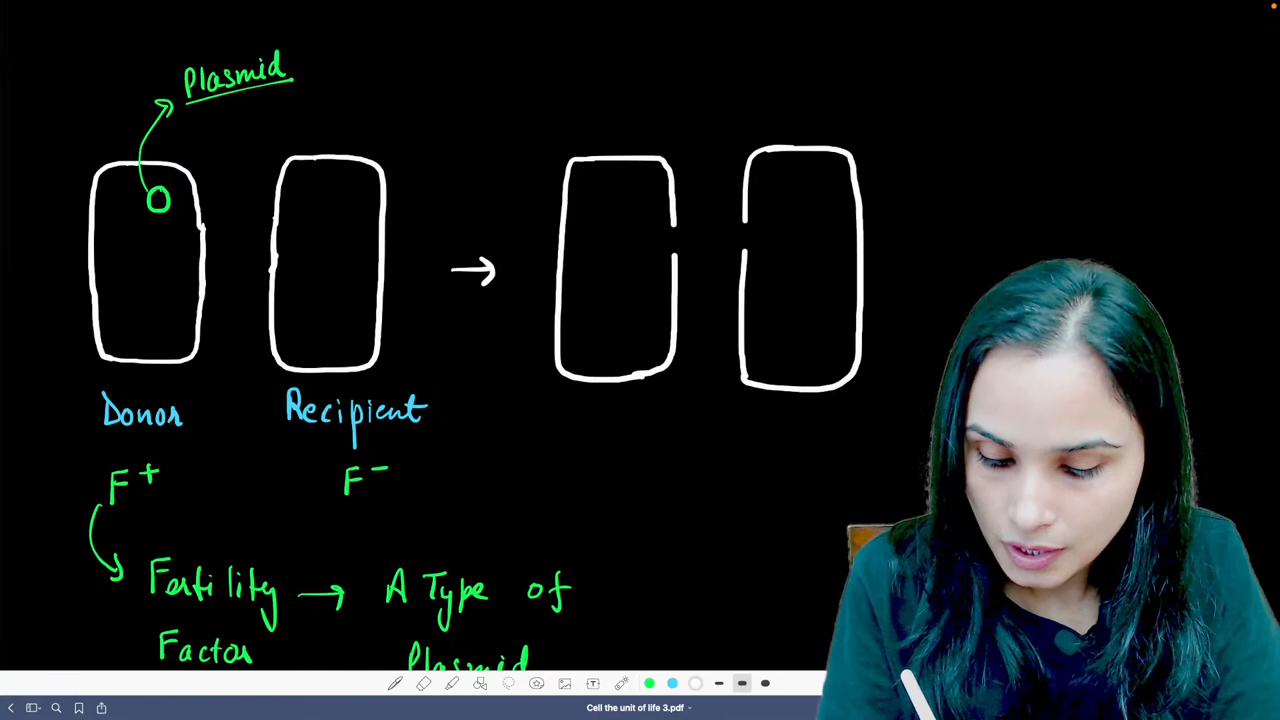 Plasmid
Donor
Recipient
F+
F−
Fertility → A Type of
Factor
Plasmid
Cell the unit of life 3.pdf